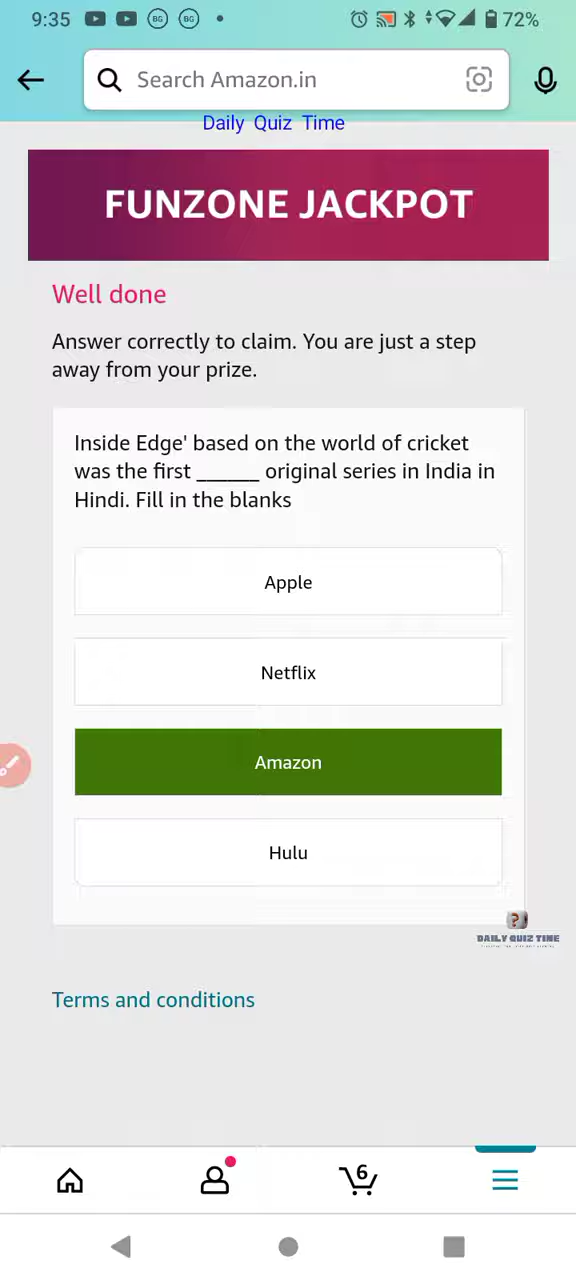 9:35 BG BG 72%
Search Amazon.in
Daily Quiz Time
FUNZONE JACKPOT
Well done
Answer correctly to claim. You are just a step
away from your prize.
Inside Edge' based on the world of cricket
was the first ______ original series in India in
Hindi. Fill in the blanks
Apple
Netflix
Amazon
Hulu
?
DAILY QUIZ TIME
Terms and conditions
6